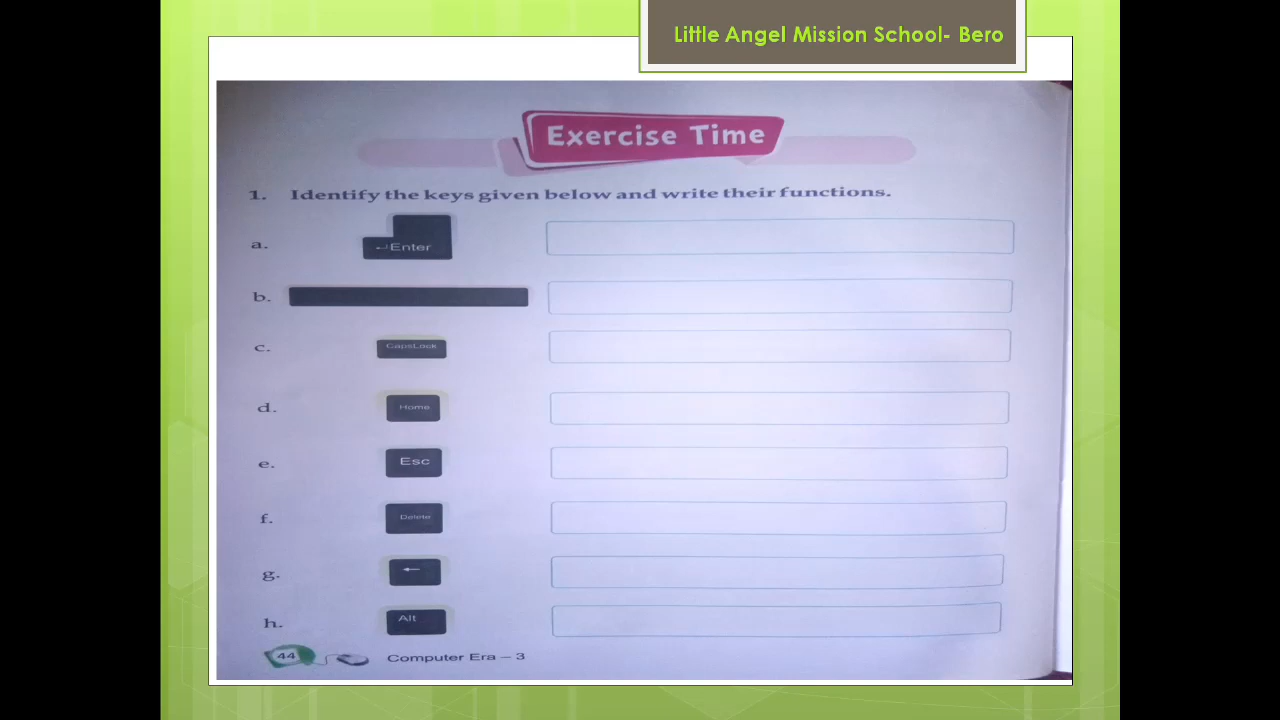 Little Angel Mission School- Bero
Exercise Time
1. Identify the keys given below and write their functions.
a. ↵Enter
b.
c. CapsLock
d. Home
e. Esc
f. Delete
g. ←
h. Alt
44 Computer Era – 3